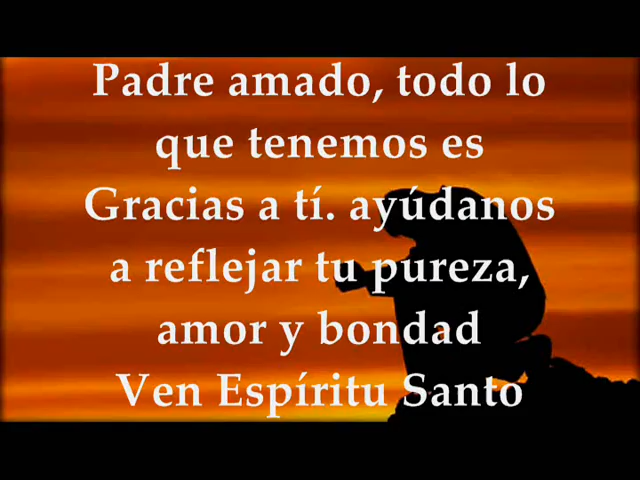 Padre amado, todo lo
que tenemos es
Gracias a tí. ayúdanos
a reflejar tu pureza,
amor y bondad
Ven Espíritu Santo